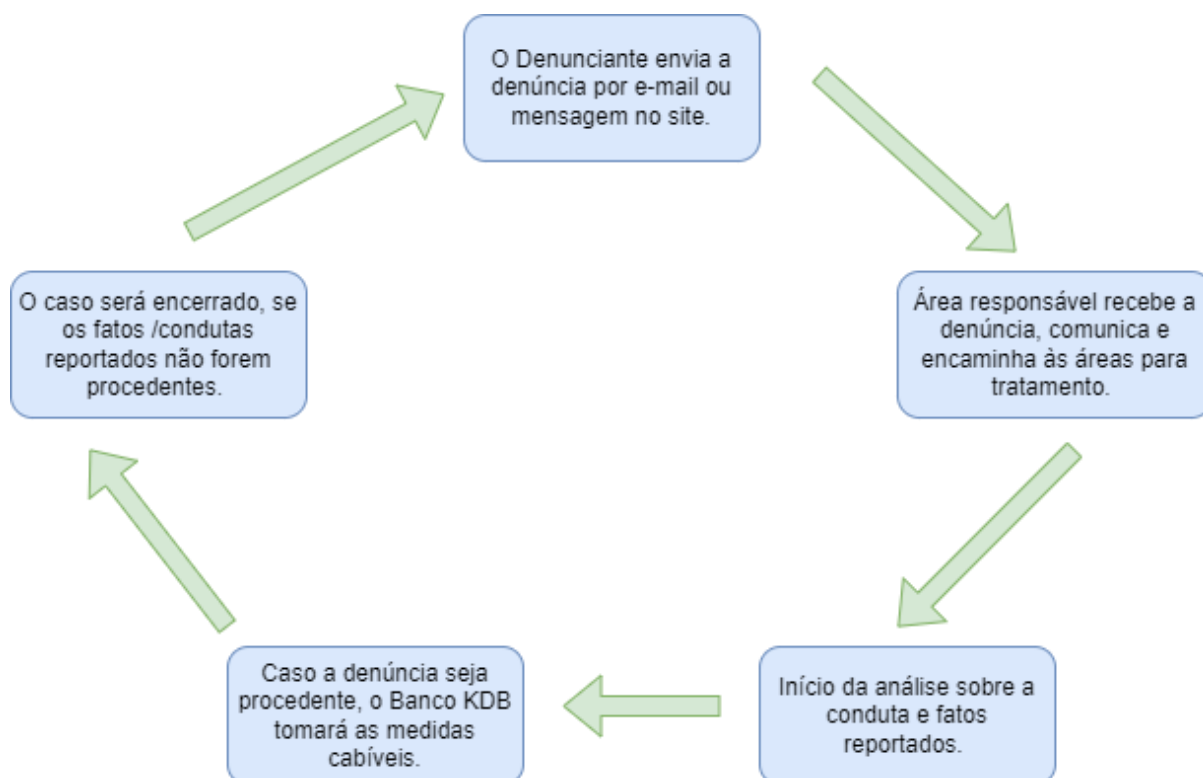 O Denunciante envia a
denúncia por e-mail ou
mensagem no site.
Área responsável recebe a
denúncia, comunica e
encaminha às áreas para
tratamento.
Início da análise sobre a
conduta e fatos
reportados.
Caso a denúncia seja
procedente, o Banco KDB
tomará as medidas
cabíveis.
O caso será encerrado, se
os fatos /condutas
reportados não forem
procedentes.